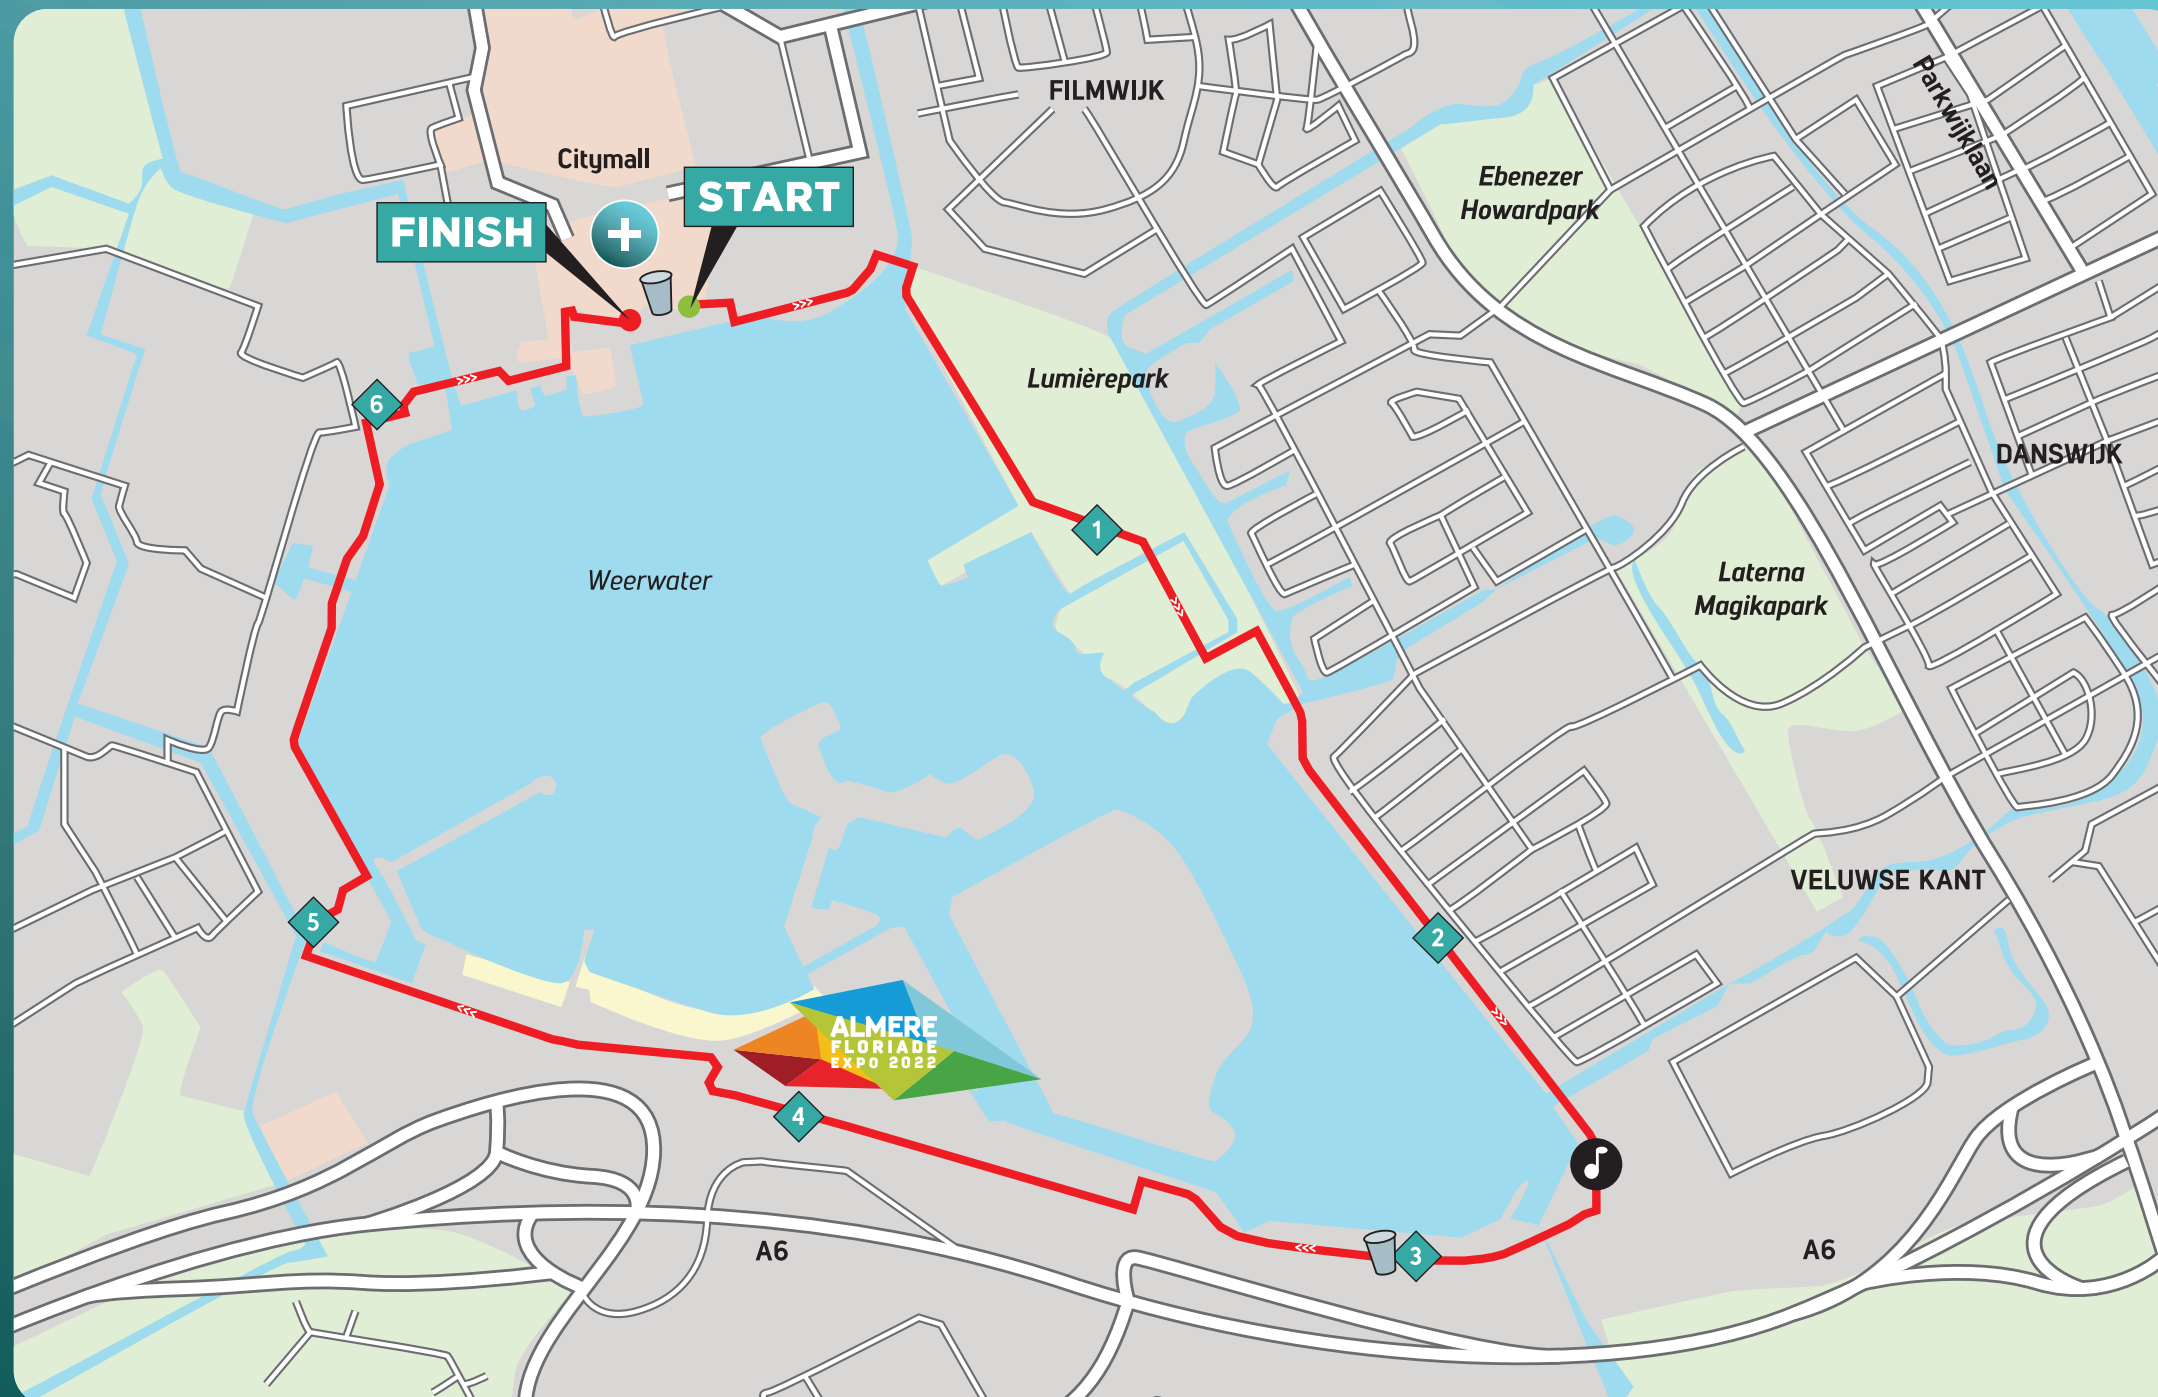 FILMWIJK
Parkwijklaan
Citymall
START
FINISH
Ebenezer
Howardpark
Lumièrepark
6
DANSWIJK
1
Weerwater
Laterna
Magikapark
VELUWSE KANT
5
2
ALMERE
FLORIADE
EXPO 2022
4
A6
3
A6